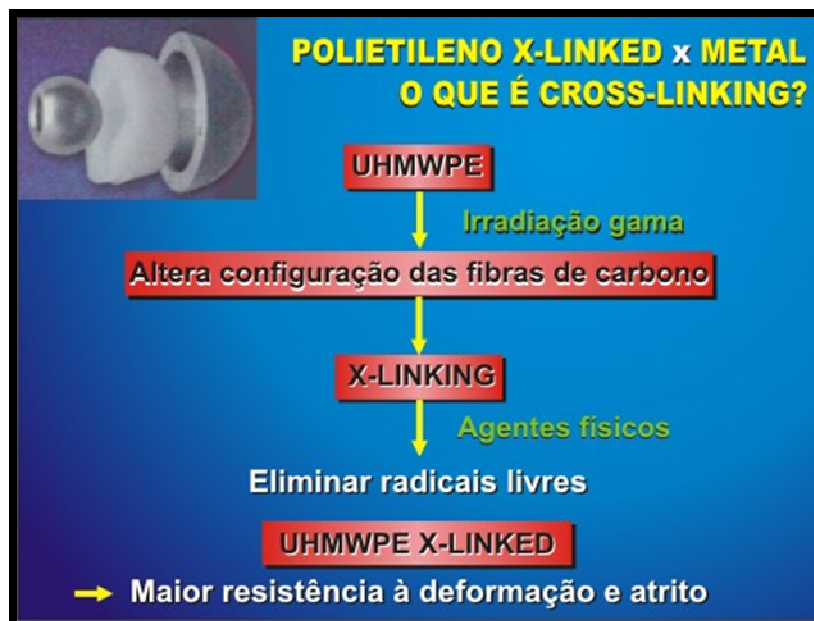 POLIETILENO X-LINKED x METAL
O QUE É CROSS-LINKING?
UHMWPE
Irradiação gama
Altera configuração das fibras de carbono
X-LINKING
Agentes físicos
Eliminar radicais livres
UHMWPE X-LINKED
Maior resistência à deformação e atrito